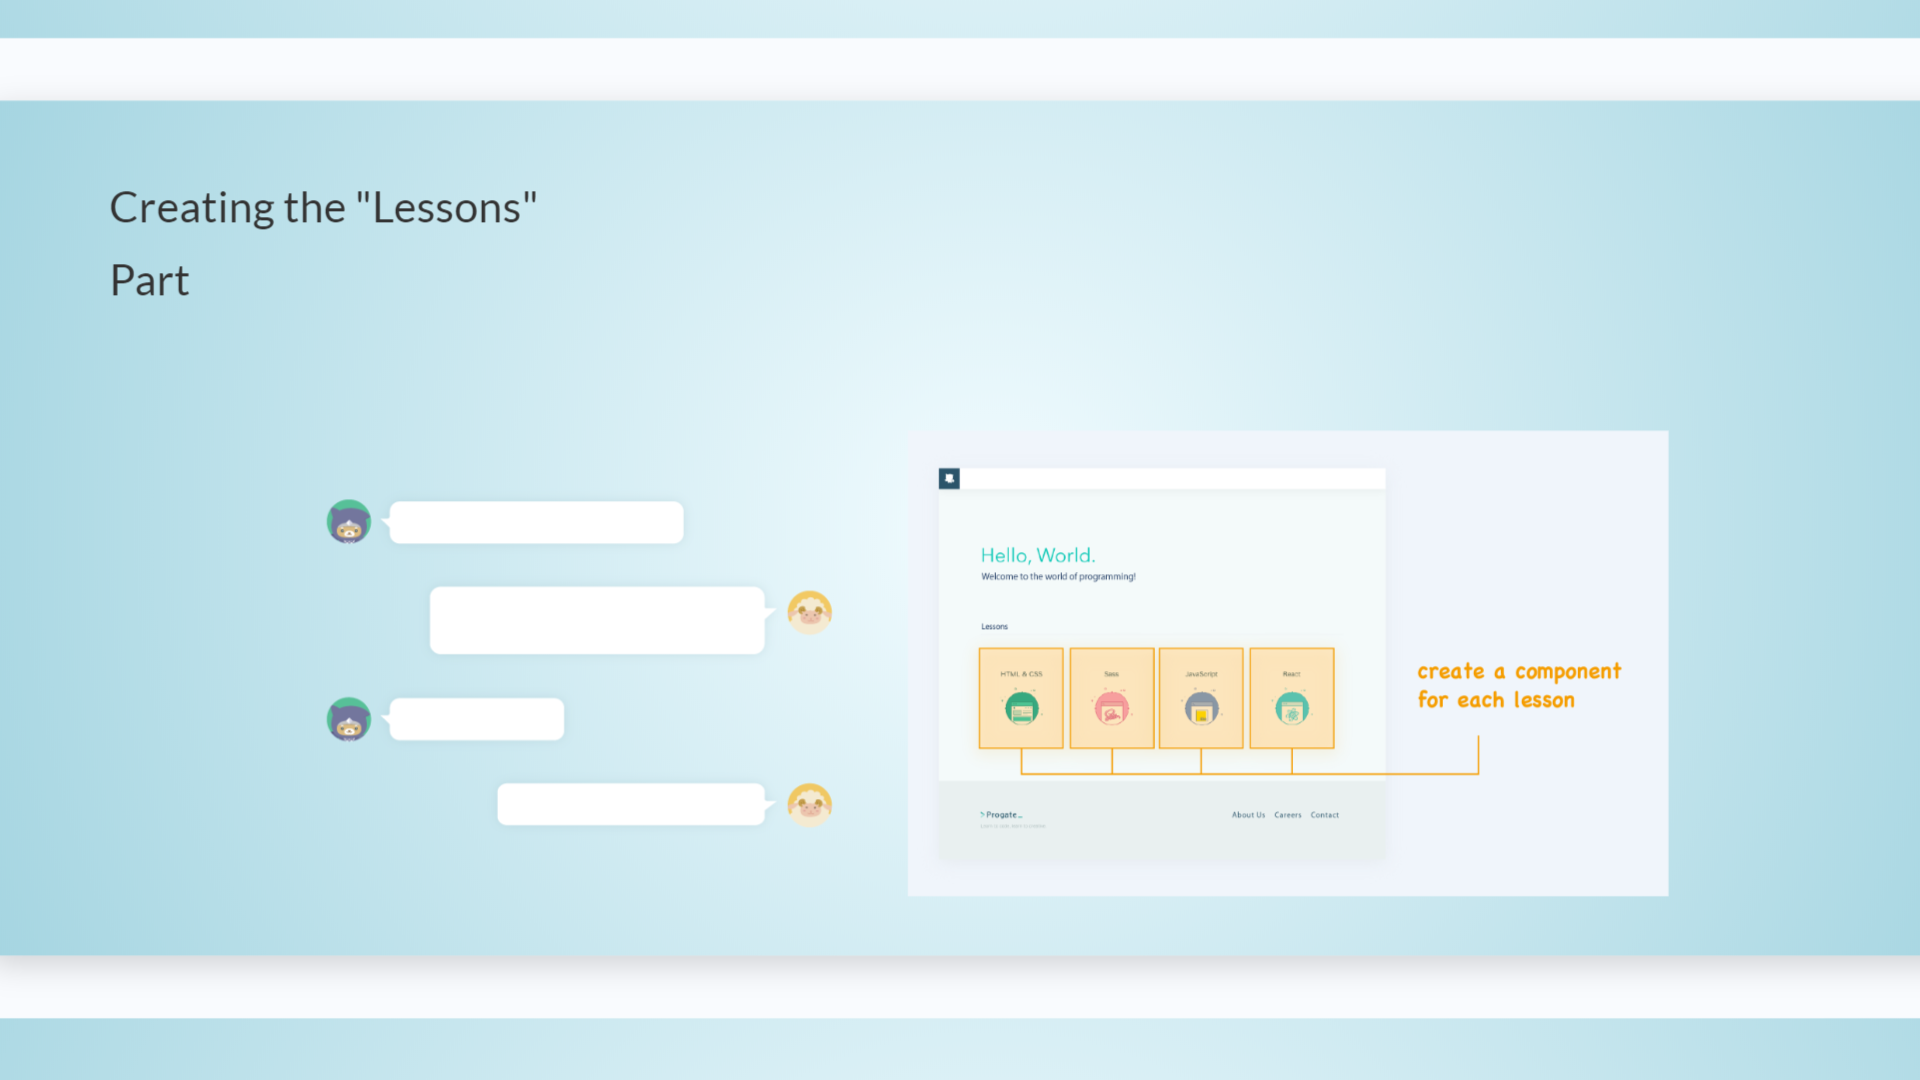 Creating the "Lessons"
Part
Hello, World.
Welcome to the world of programming!
Lessons
HTML & CSS
Sass
JavaScript
React
create a component
for each lesson
Progate
About Us Careers Contact